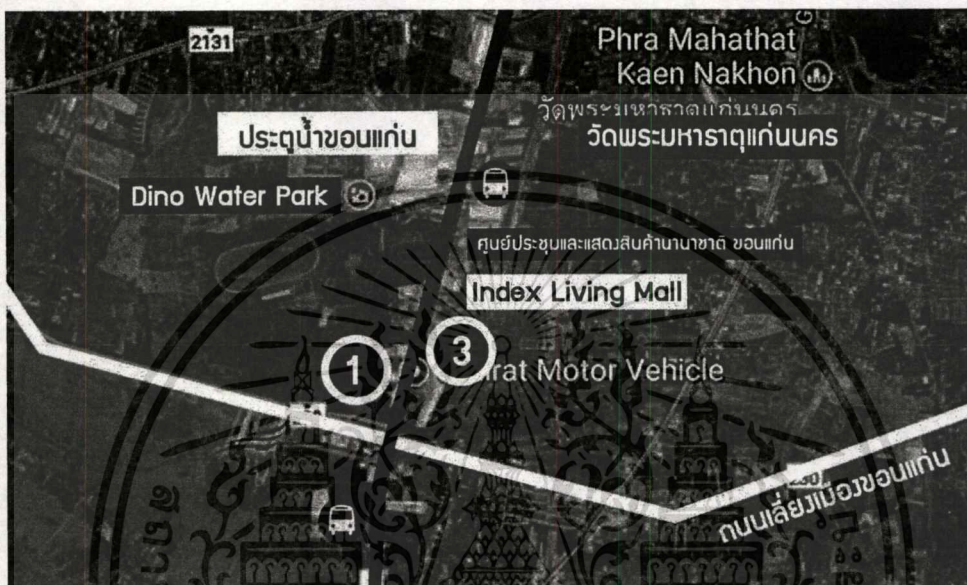 2131
Phra Mahathat
Kaen Nakhon
วัดพระมหาธาตุแก่นนคร
ประตูน้ำขอนแก่น
วัดพระมหาธาตุแก่นนคร
Dino Water Park
ศูนย์ประชุมและแสดงสินค้านานาชาติ ขอนแก่น
Index Living Mall
1
3
Motor Vehicle
ถนนเลี่ยงเมืองขอนแก่น